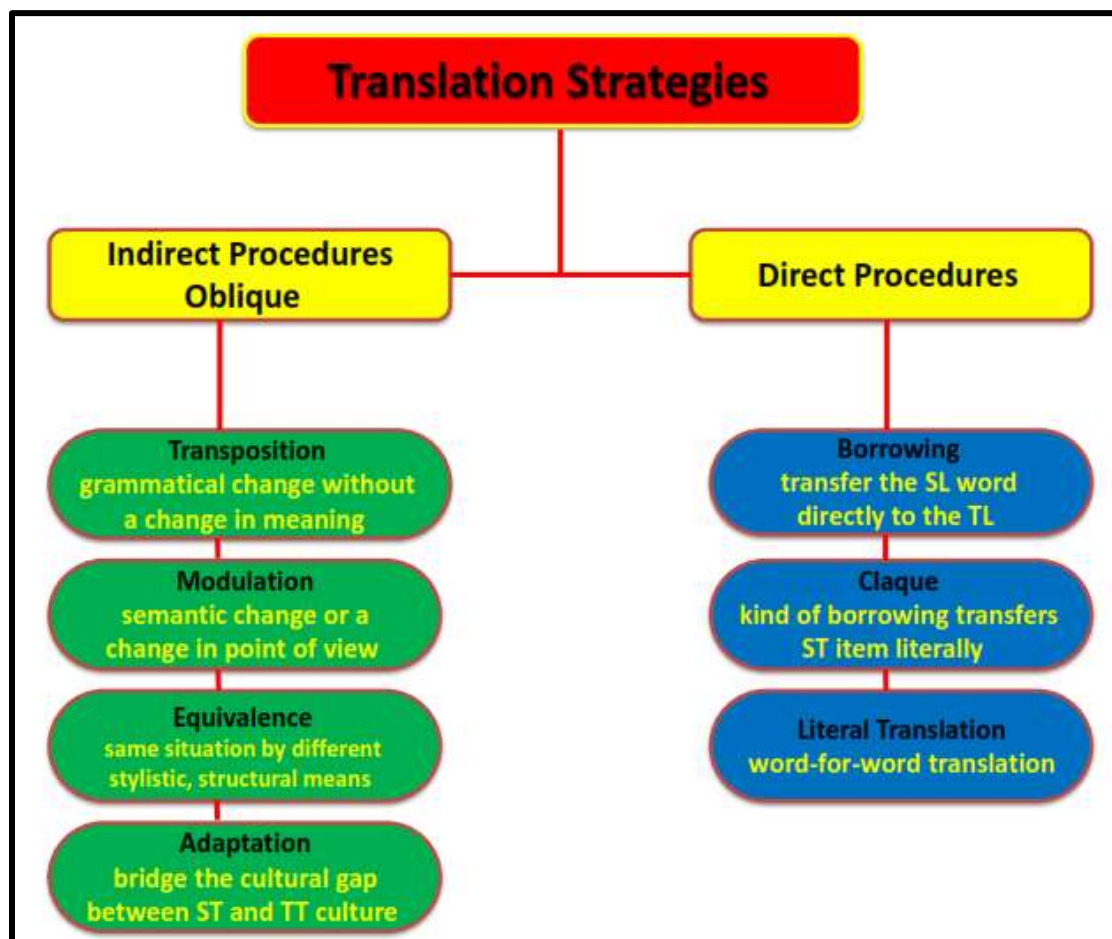 Translation Strategies
Indirect Procedures
Oblique
Direct Procedures
Transposition
grammatical change without
a change in meaning
Modulation
semantic change or a
change in point of view
Equivalence
same situation by different
stylistic, structural means
Adaptation
bridge the cultural gap
between ST and TT culture
Borrowing
transfer the SL word
directly to the TL
Claque
kind of borrowing transfers
ST item literally
Literal Translation
word-for-word translation